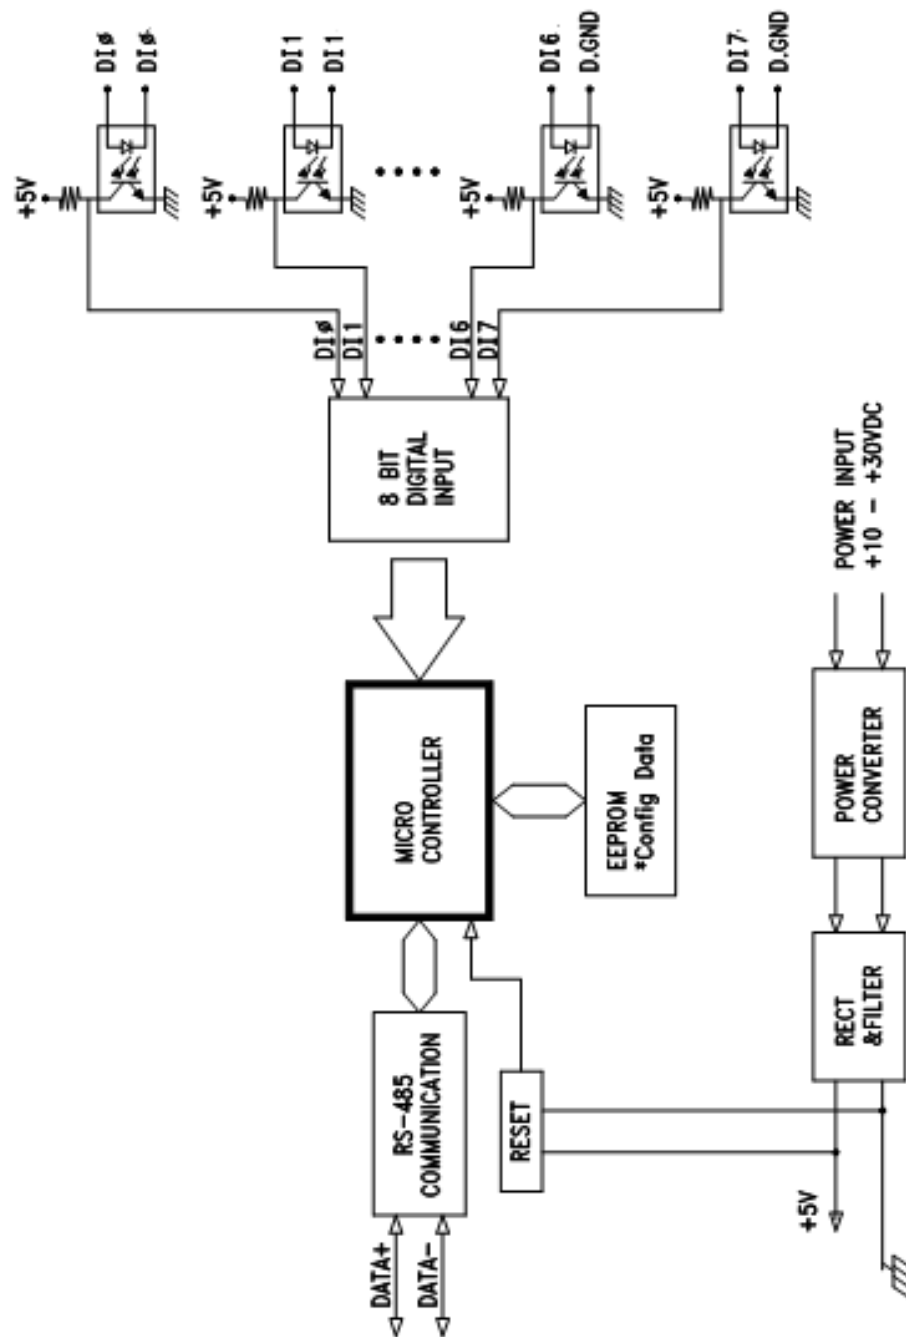 DIø
DIø
DI1
DI1
DI6
D.GND
DI7
D.GND
+5V
+5V
+5V
+5V
DIø
DI1
DI6
DI7
8 BIT
DIGITAL
INPUT
POWER INPUT
+10 - +30VDC
MICRO
CONTROLLER
EEPROM
*Config Data
POWER
CONVERTER
RS-485
COMMUNICATION
RESET
RECT
&FILTER
DATA+
DATA-
+5V